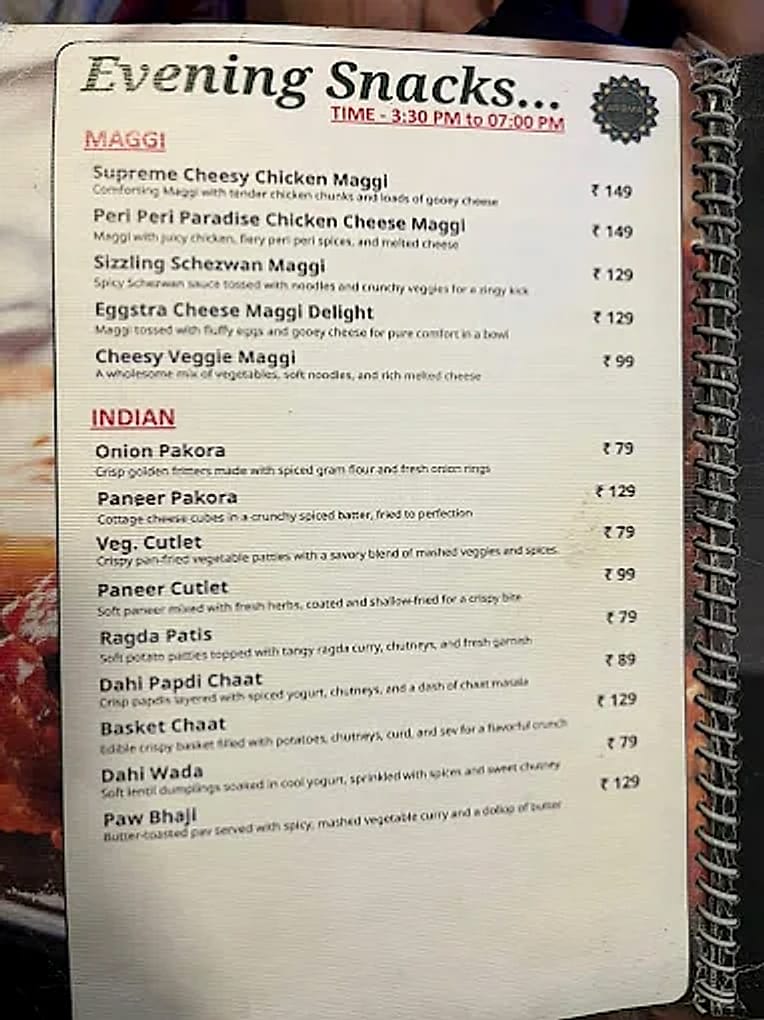 Evening Snacks...
TIME - 3:30 PM to 07:00 PM
MAGGI
Supreme Cheesy Chicken Maggi ₹ 149
Comforting Maggi with tender chicken chunks and loads of gooey cheese
Peri Peri Paradise Chicken Cheese Maggi ₹ 149
Maggi with juicy chicken, fiery peri peri spices, and melted cheese
Sizzling Schezwan Maggi ₹ 129
Spicy Schezwan sauce tossed with noodles and crunchy veggies for a zingy kick
Eggstra Cheese Maggi Delight ₹ 129
Maggi tossed with fluffy eggs and gooey cheese for pure comfort in a bowl
Cheesy Veggie Maggi ₹ 99
A wholesome mix of vegetables, soft noodles, and rich melted cheese
INDIAN
Onion Pakora ₹ 79
Crisp golden fritters made with spiced gram flour and fresh onion rings
Paneer Pakora ₹ 129
Cottage cheese cubes in a crunchy spiced batter, fried to perfection
Veg. Cutlet ₹ 79
Crispy pan-fried vegetable patties with a savory blend of mashed veggies and spices.
Paneer Cutlet ₹ 99
Soft paneer mixed with fresh herbs, coated and shallow-fried for a crispy bite
Ragda Patis ₹ 79
Soft potato patties topped with tangy ragda curry, chutneys, and fresh garnish
Dahi Papdi Chaat ₹ 89
Crisp papdis layered with spiced yogurt, chutneys, and a dash of chaat masala
Basket Chaat ₹ 129
Edible crispy basket filled with potatoes, chutneys, curd, and sev for a flavorful crunch
Dahi Wada ₹ 79
Soft lentil dumplings soaked in cool yogurt, sprinkled with spices and sweet chutney
Paw Bhaji ₹ 129
Butter-toasted pav served with spicy, mashed vegetable curry and a dollop of butter